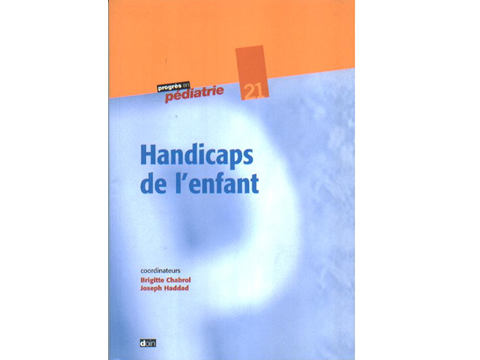 progrès en
pédiatrie
21
Handicaps
de l'enfant
coordinateurs
Brigitte Chabrol
Joseph Haddad
doin